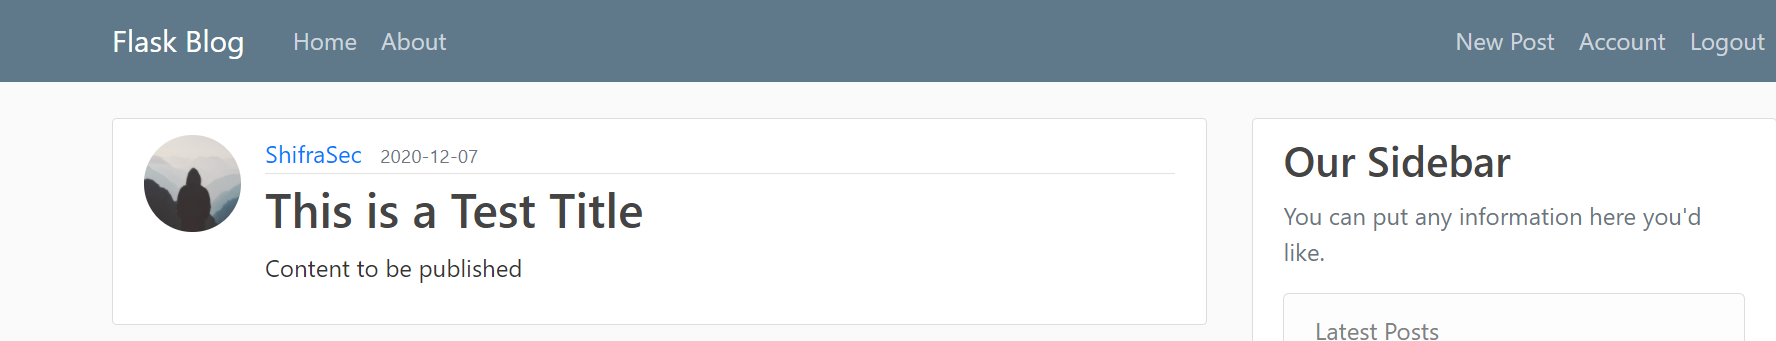 Flask Blog Home About New Post Account Logout
ShifraSec 2020-12-07
This is a Test Title
Content to be published
Our Sidebar
You can put any information here you'd
like.
Latest Posts